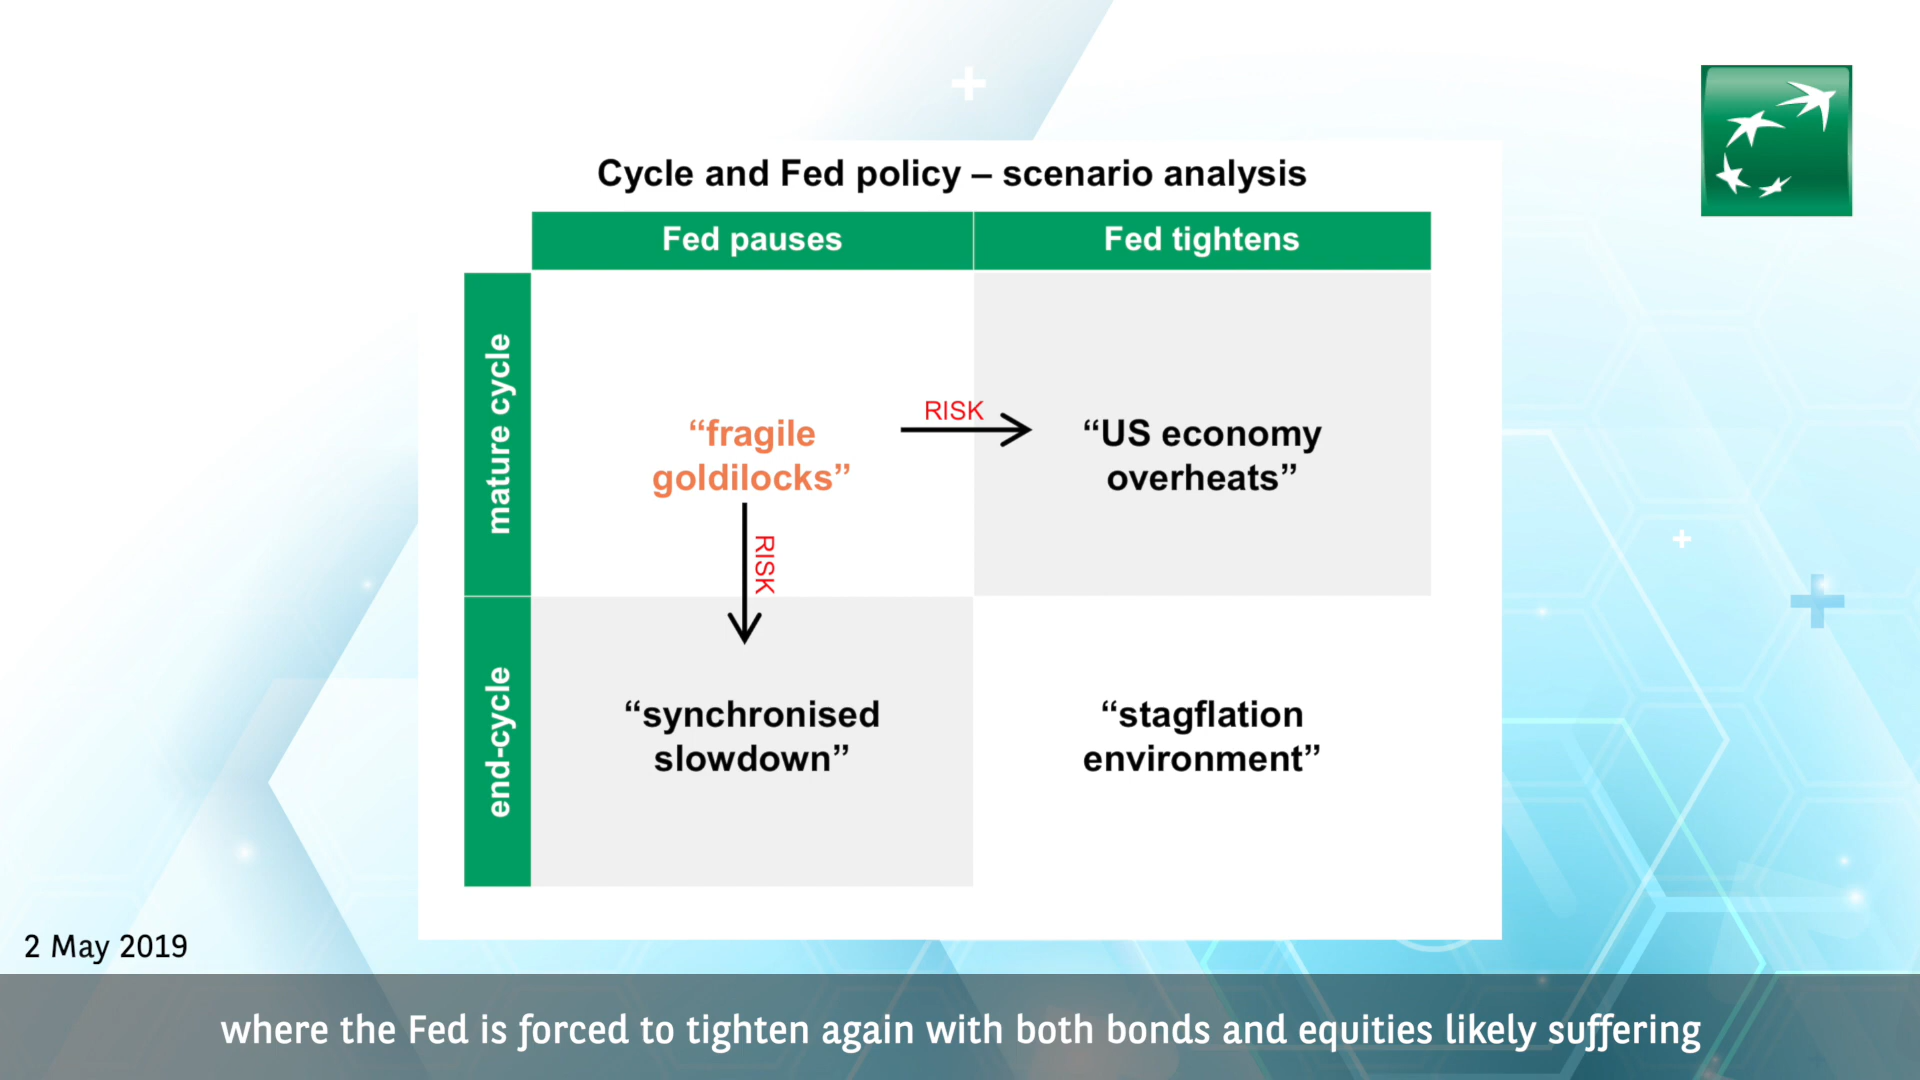 Cycle and Fed policy – scenario analysis
Fed pauses
Fed tightens
mature cycle
“fragile
goldilocks”
RISK
“US economy
overheats”
RISK
end-cycle
“synchronised
slowdown”
“stagflation
environment”
2 May 2019
where the Fed is forced to tighten again with both bonds and equities likely suffering